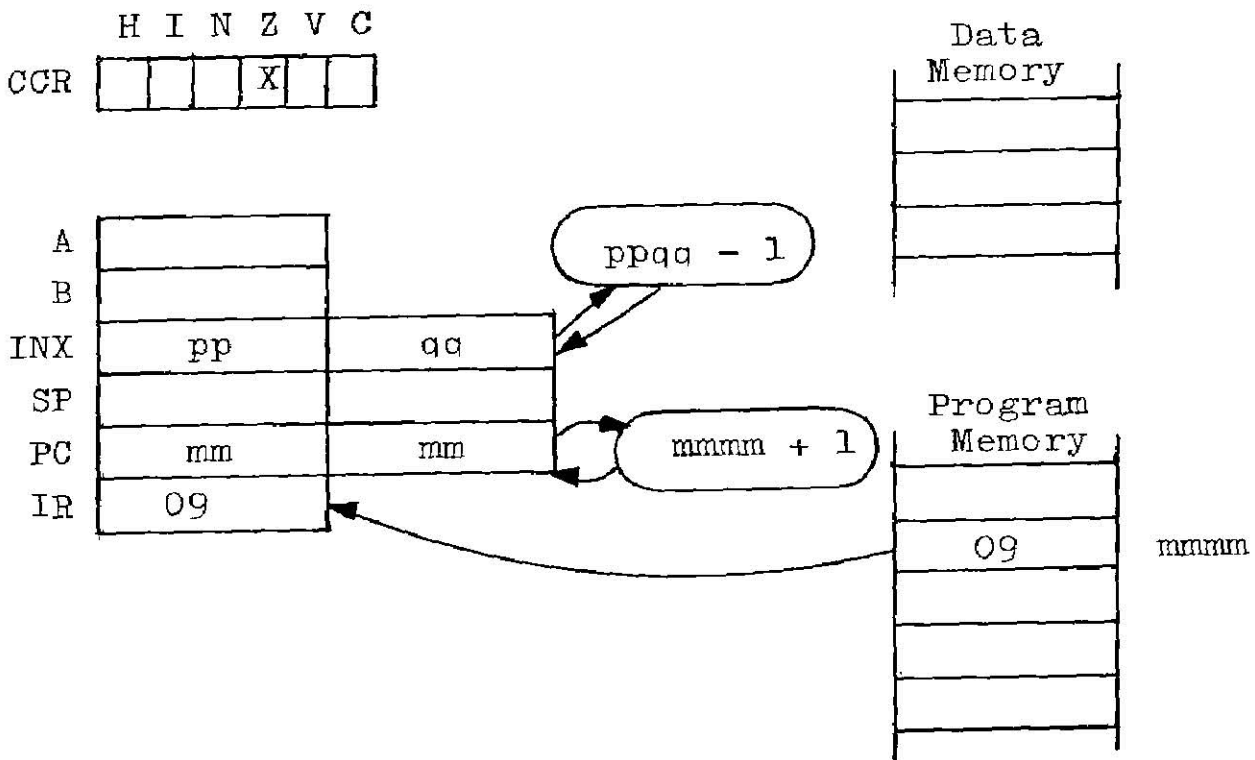 H I N Z V C
CCR X
Data
Memory
A
B
INX pp qq
ppqq - 1
SP
PC mm mm
mmmm + 1
IR 09
Program
Memory
09 mmmm